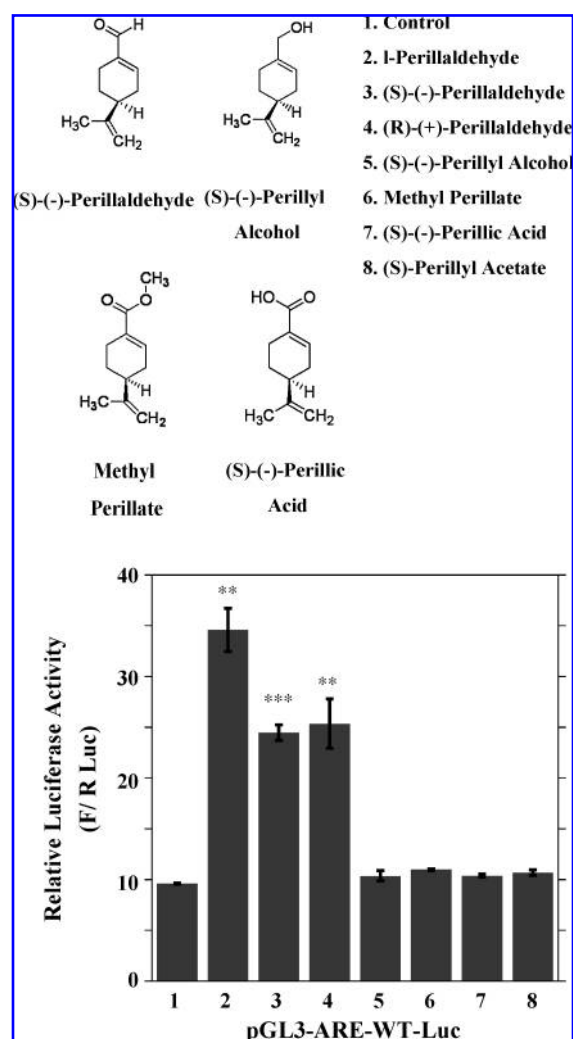 O
H
OH
H
H
H₃C
CH₂
H₃C
CH₂
(S)-(-)-Perillaldehyde
(S)-(-)-Perillyl
Alcohol
1. Control
2. l-Perillaldehyde
3. (S)-(-)-Perillaldehyde
4. (R)-(+)-Perillaldehyde
5. (S)-(-)-Perillyl Alcohol
6. Methyl Perillate
7. (S)-(-)-Perillic Acid
8. (S)-Perillyl Acetate
CH₃
O
O
HO
O
H
H
H₃C
CH₂
H₃C
CH₂
Methyl
Perillate
(S)-(-)-Perillic
Acid
Relative Luciferase Activity
(F/ R Luc)
40
30
20
10
0
**
***
**
1 2 3 4 5 6 7 8
pGL3-ARE-WT-Luc